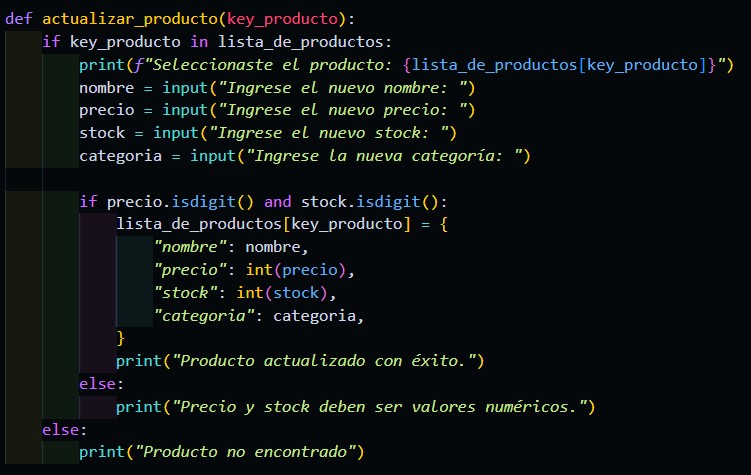 def actualizar_producto(key_producto):
    if key_producto in lista_de_productos:
        print(f"Seleccionaste el producto: {lista_de_productos[key_producto]}")
        nombre = input("Ingrese el nuevo nombre: ")
        precio = input("Ingrese el nuevo precio: ")
        stock = input("Ingrese el nuevo stock: ")
        categoria = input("Ingrese la nueva categoría: ")

        if precio.isdigit() and stock.isdigit():
            lista_de_productos[key_producto] = {
                "nombre": nombre,
                "precio": int(precio),
                "stock": int(stock),
                "categoria": categoria,
            }
            print("Producto actualizado con éxito.")
        else:
            print("Precio y stock deben ser valores numéricos.")
    else:
        print("Producto no encontrado")